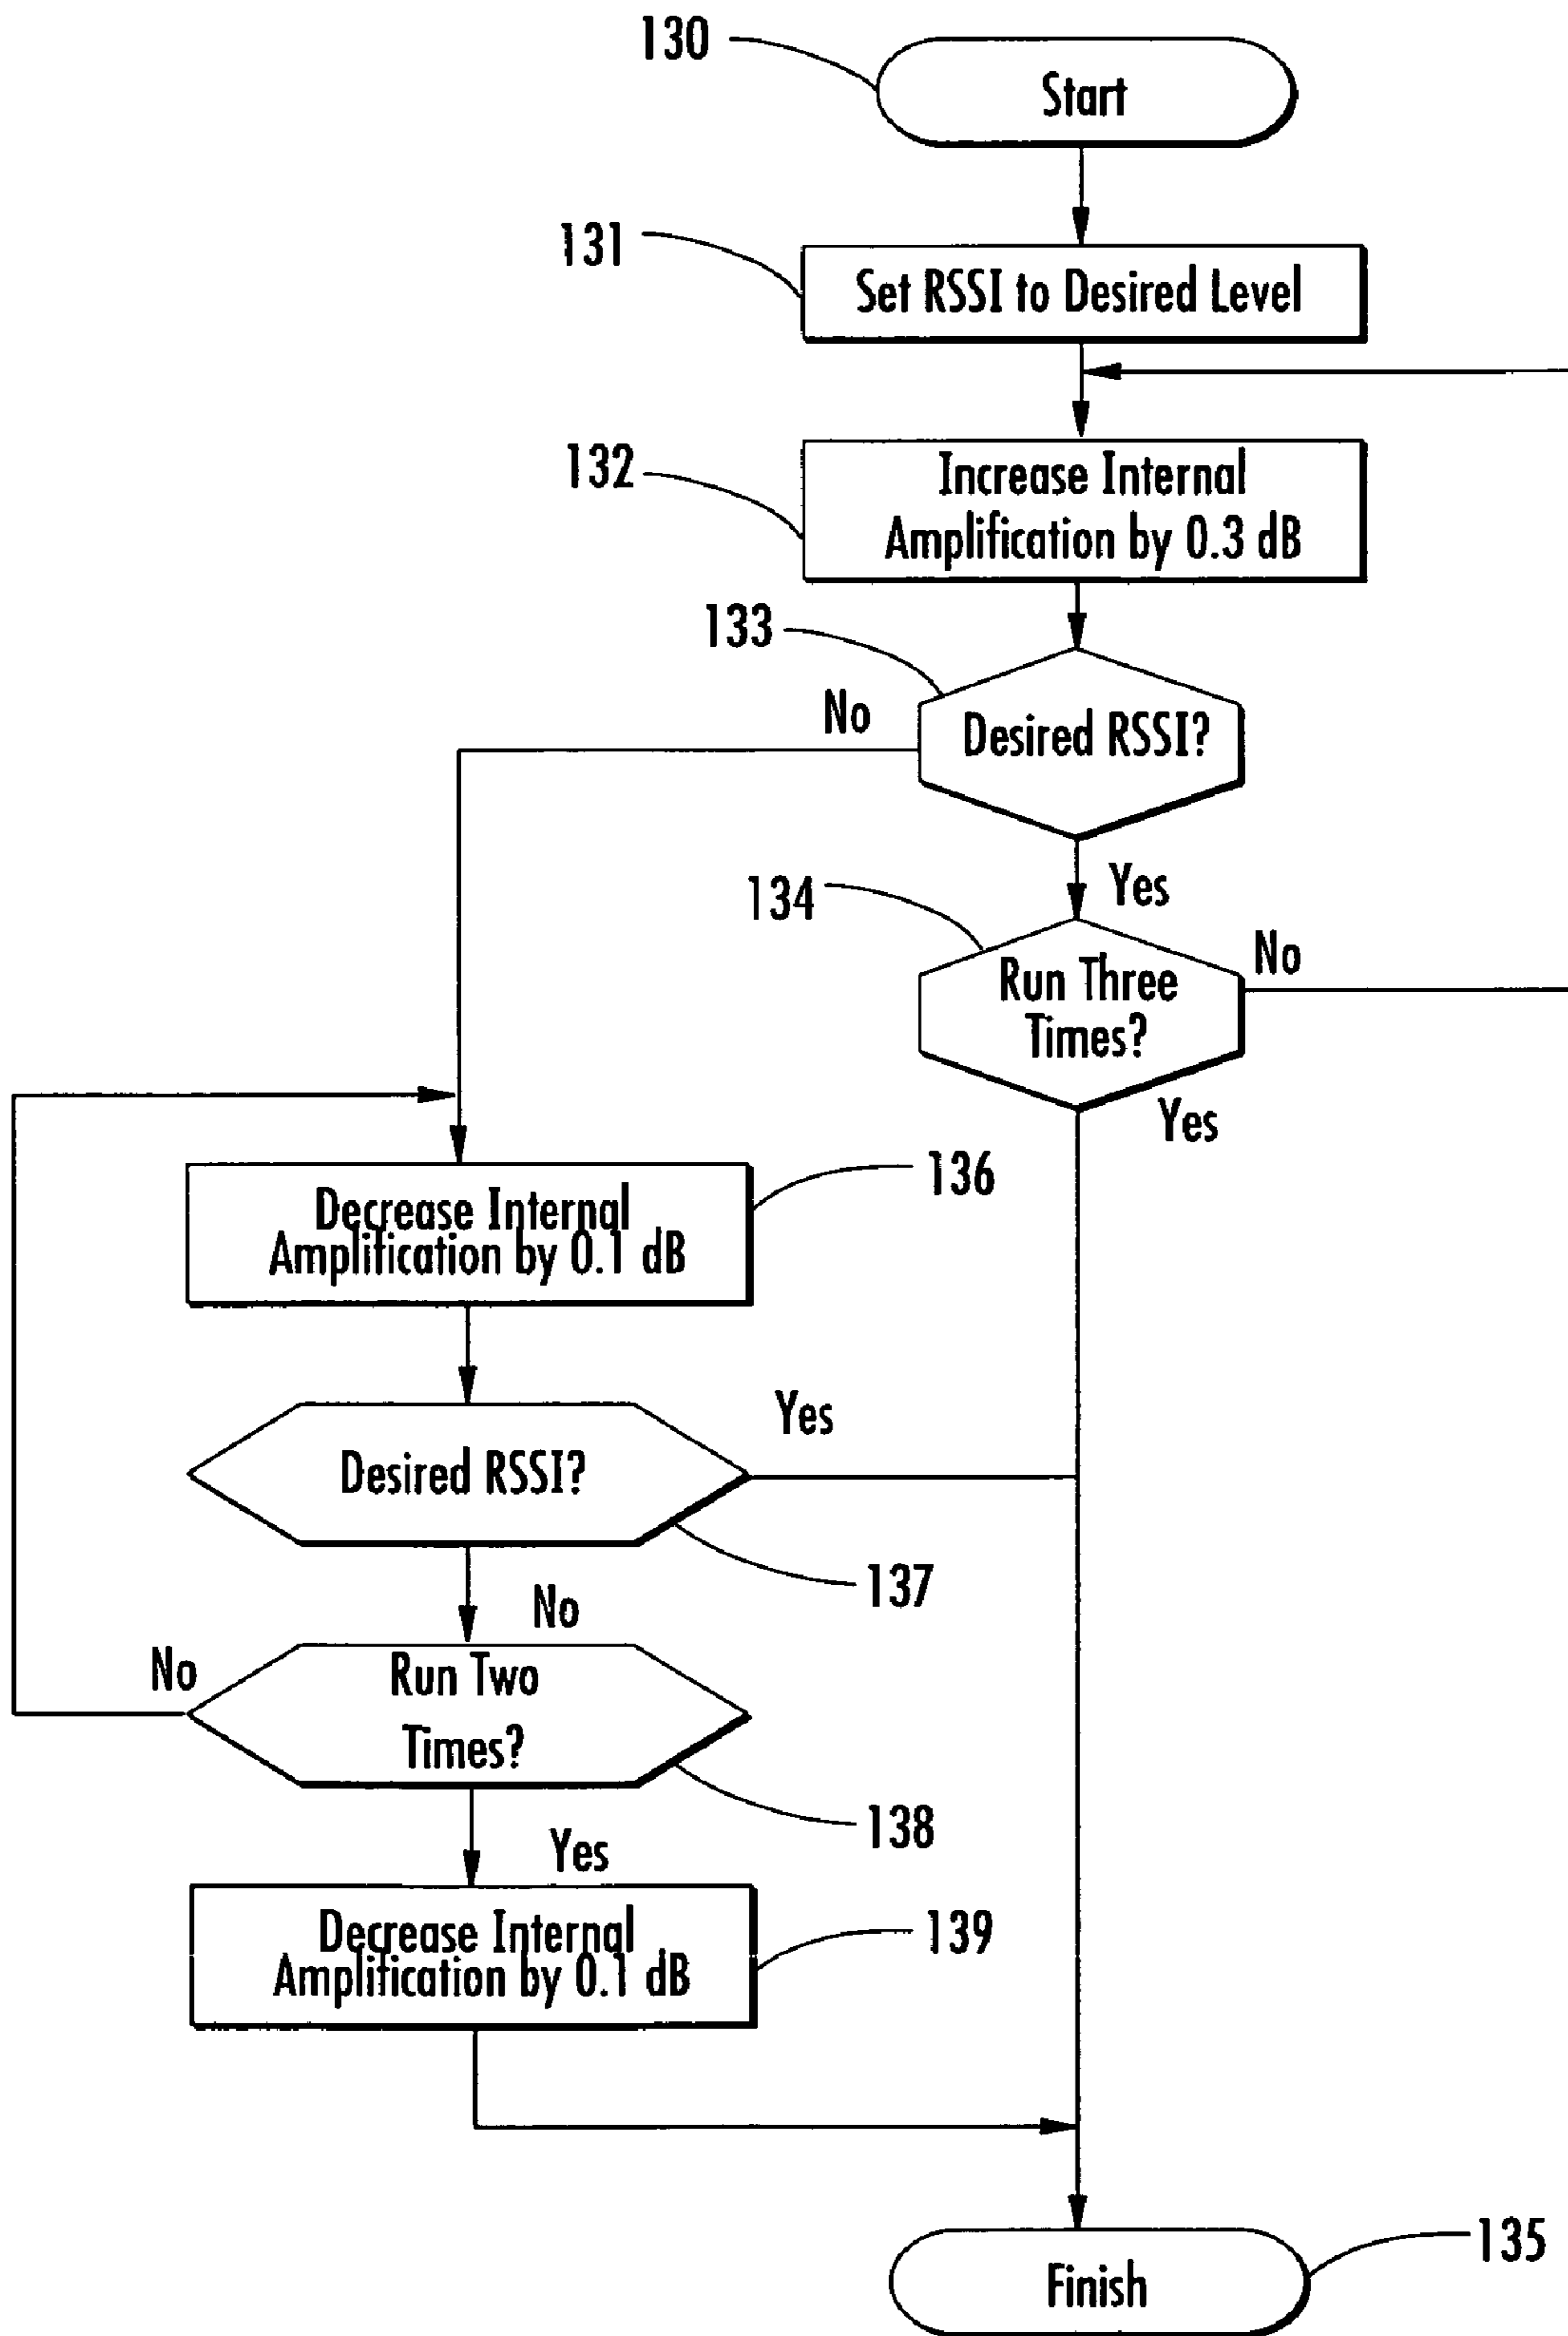 130
Start
131
Set RSSI to Desired Level
132
Increase Internal
Amplification by 0.3 dB
133
No
Desired RSSI?
Yes
134
No
Run Three
Times?
Yes
136
Decrease Internal
Amplification by 0.1 dB
Yes
Desired RSSI?
137
No
No
Run Two
Times?
138
Yes
139
Decrease Internal
Amplification by 0.1 dB
135
Finish